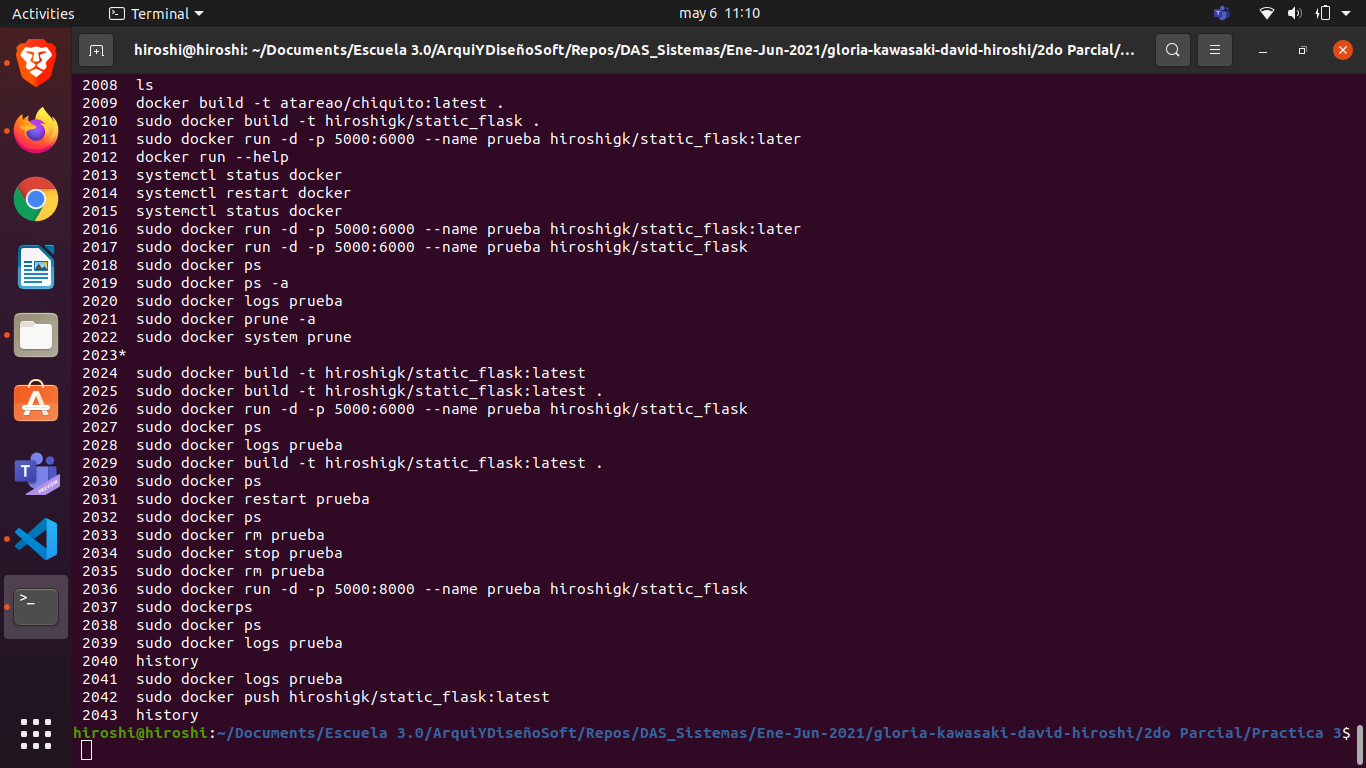 Activities
Terminal
may 6 11:10
hiroshi@hiroshi: ~/Documents/Escuela 3.0/ArquiYDiseñoSoft/Repos/DAS_Sistemas/Ene-Jun-2021/gloria-kawasaki-david-hiroshi/2do Parcial/...
2008 ls
2009 docker build -t atareao/chiquito:latest .
2010 sudo docker build -t hiroshigk/static_flask .
2011 sudo docker run -d -p 5000:6000 --name prueba hiroshigk/static_flask:later
2012 docker run --help
2013 systemctl status docker
2014 systemctl restart docker
2015 systemctl status docker
2016 sudo docker run -d -p 5000:6000 --name prueba hiroshigk/static_flask:later
2017 sudo docker run -d -p 5000:6000 --name prueba hiroshigk/static_flask
2018 sudo docker ps
2019 sudo docker ps -a
2020 sudo docker logs prueba
2021 sudo docker prune -a
2022 sudo docker system prune
2023*
2024 sudo docker build -t hiroshigk/static_flask:latest
2025 sudo docker build -t hiroshigk/static_flask:latest .
2026 sudo docker run -d -p 5000:6000 --name prueba hiroshigk/static_flask
2027 sudo docker ps
2028 sudo docker logs prueba
2029 sudo docker build -t hiroshigk/static_flask:latest .
2030 sudo docker ps
2031 sudo docker restart prueba
2032 sudo docker ps
2033 sudo docker rm prueba
2034 sudo docker stop prueba
2035 sudo docker rm prueba
2036 sudo docker run -d -p 5000:8000 --name prueba hiroshigk/static_flask
2037 sudo dockerps
2038 sudo docker ps
2039 sudo docker logs prueba
2040 history
2041 sudo docker logs prueba
2042 sudo docker push hiroshigk/static_flask:latest
2043 history
hiroshi@hiroshi:~/Documents/Escuela 3.0/ArquiYDiseñoSoft/Repos/DAS_Sistemas/Ene-Jun-2021/gloria-kawasaki-david-hiroshi/2do Parcial/Practica 3$